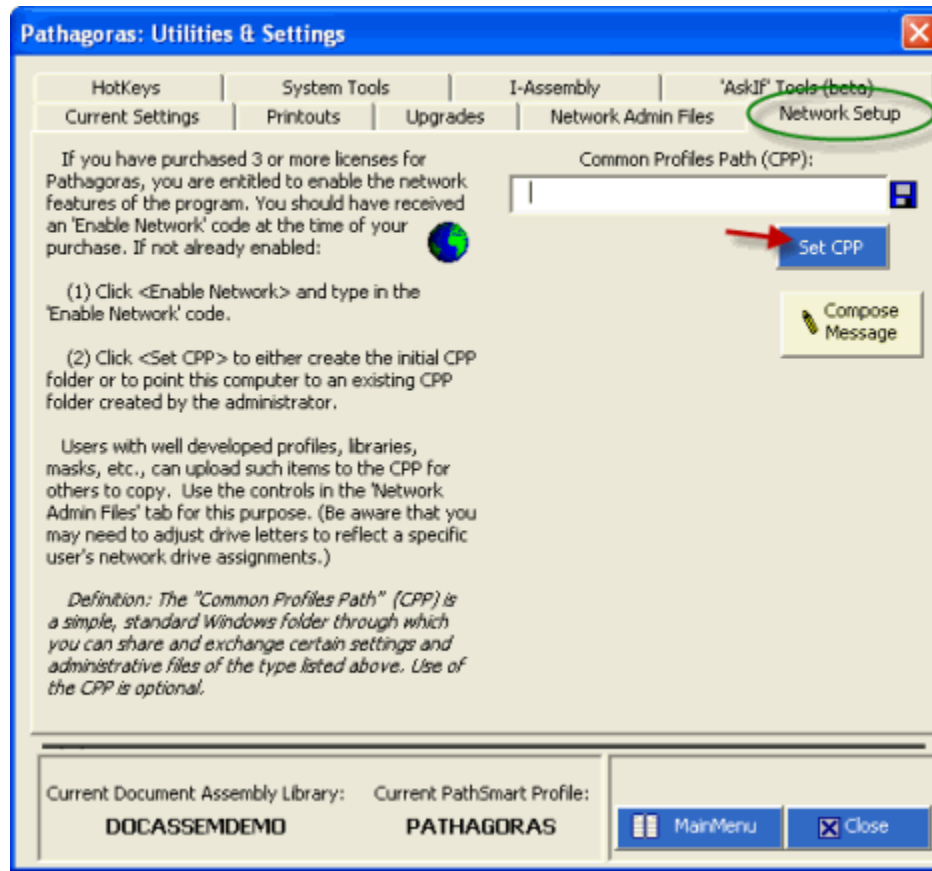 Pathagoras: Utilities & Settings
HotKeys
System Tools
I-Assembly
'AskIf' Tools (beta)
Current Settings
Printouts
Upgrades
Network Admin Files
Network Setup
If you have purchased 3 or more licenses for
Pathagoras, you are entitled to enable the network
features of the program. You should have received
an 'Enable Network' code at the time of your
purchase. If not already enabled:
(1) Click <Enable Network> and type in the
'Enable Network' code.
(2) Click <Set CPP> to either create the initial CPP
folder or to point this computer to an existing CPP
folder created by the administrator.
Users with well developed profiles, libraries,
masks, etc., can upload such items to the CPP for
others to copy. Use the controls in the 'Network
Admin Files' tab for this purpose. (Be aware that you
may need to adjust drive letters to reflect a specific
user's network drive assignments.)
Definition: The "Common Profiles Path" (CPP) is
a simple, standard Windows folder through which
you can share and exchange certain settings and
administrative files of the type listed above. Use of
the CPP is optional.
Common Profiles Path (CPP):
Set CPP
Compose
Message
Current Document Assembly Library:
DOCASSEMDEMO
Current PathSmart Profile:
PATHAGORAS
MainMenu
Close